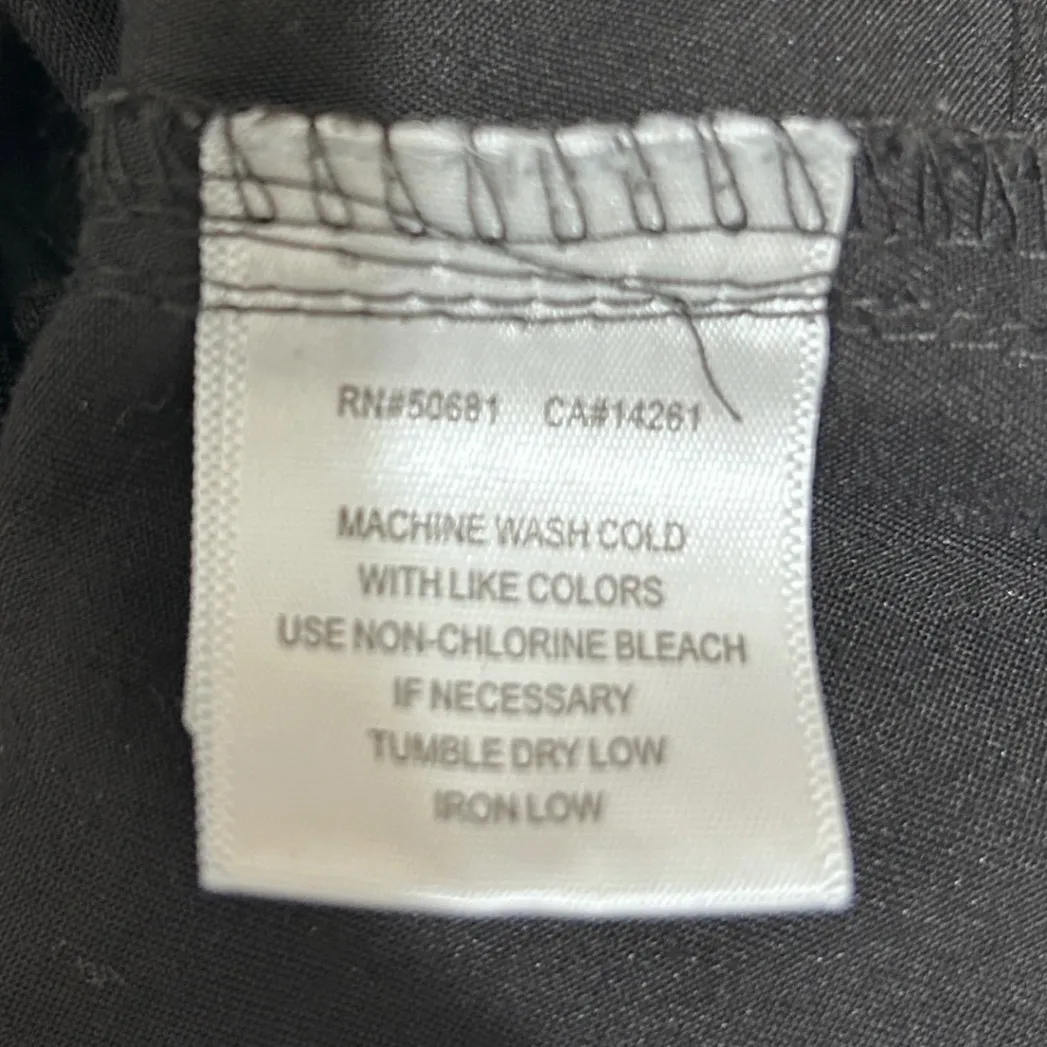 RN#50681 CA#14261
MACHINE WASH COLD
WITH LIKE COLORS
USE NON-CHLORINE BLEACH
IF NECESSARY
TUMBLE DRY LOW
IRON LOW